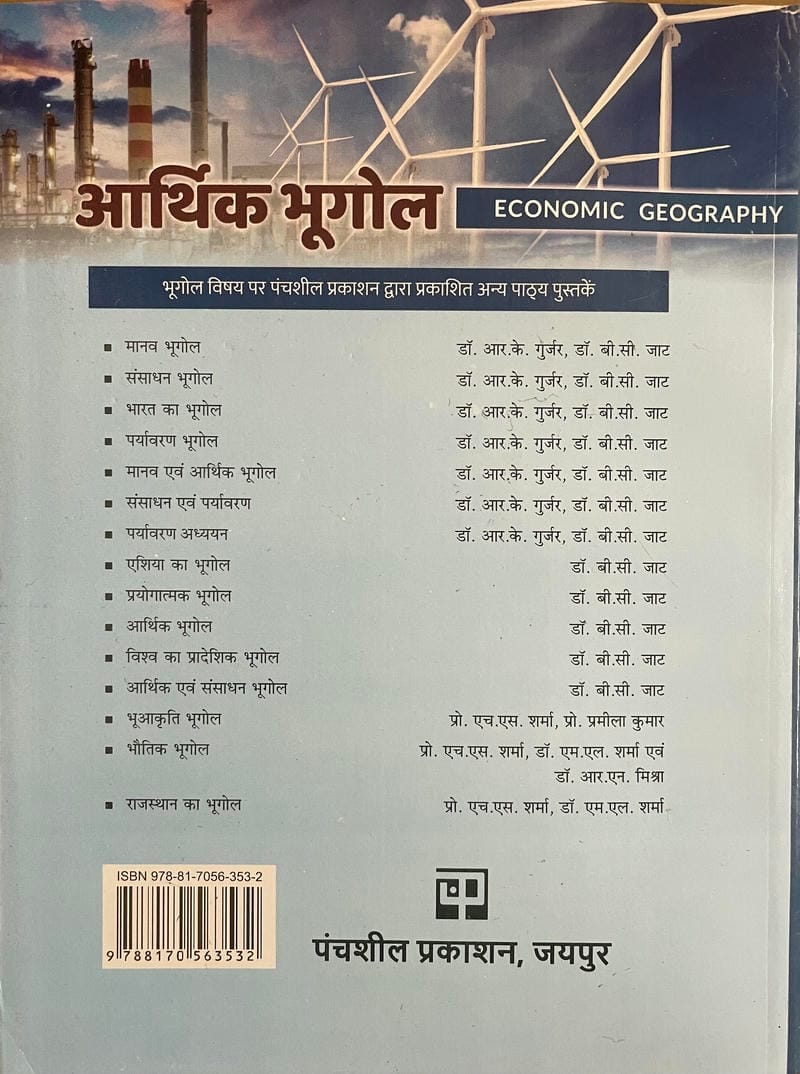 आर्थिक भूगोल ECONOMIC GEOGRAPHY
भूगोल विषय पर पंचशील प्रकाशन द्वारा प्रकाशित अन्य पाठ्य पुस्तकें
▪ मानव भूगोल डॉ. आर.के. गुर्जर, डॉ. बी.सी. जाट
▪ संसाधन भूगोल डॉ. आर.के. गुर्जर, डॉ. बी.सी. जाट
▪ भारत का भूगोल डॉ. आर.के. गुर्जर, डॉ. बी.सी. जाट
▪ पर्यावरण भूगोल डॉ. आर.के. गुर्जर, डॉ. बी.सी. जाट
▪ मानव एवं आर्थिक भूगोल डॉ. आर.के. गुर्जर, डॉ. बी.सी. जाट
▪ संसाधन एवं पर्यावरण डॉ. आर.के. गुर्जर, डॉ. बी.सी. जाट
▪ पर्यावरण अध्ययन डॉ. आर.के. गुर्जर, डॉ. बी.सी. जाट
▪ एशिया का भूगोल डॉ. बी.सी. जाट
▪ प्रयोगात्मक भूगोल डॉ. बी.सी. जाट
▪ आर्थिक भूगोल डॉ. बी.सी. जाट
▪ विश्व का प्रादेशिक भूगोल डॉ. बी.सी. जाट
▪ आर्थिक एवं संसाधन भूगोल डॉ. बी.सी. जाट
▪ भूआकृति भूगोल प्रो. एच.एस. शर्मा, प्रो. प्रमीला कुमार
▪ भौतिक भूगोल प्रो. एच.एस. शर्मा, डॉ. एम.एल. शर्मा एवं
डॉ. आर.एन. मिश्रा
▪ राजस्थान का भूगोल प्रो. एच.एस. शर्मा, डॉ. एम.एल. शर्मा
ISBN 978-81-7056-353-2
9 788170 563532
पंचशील प्रकाशन, जयपुर